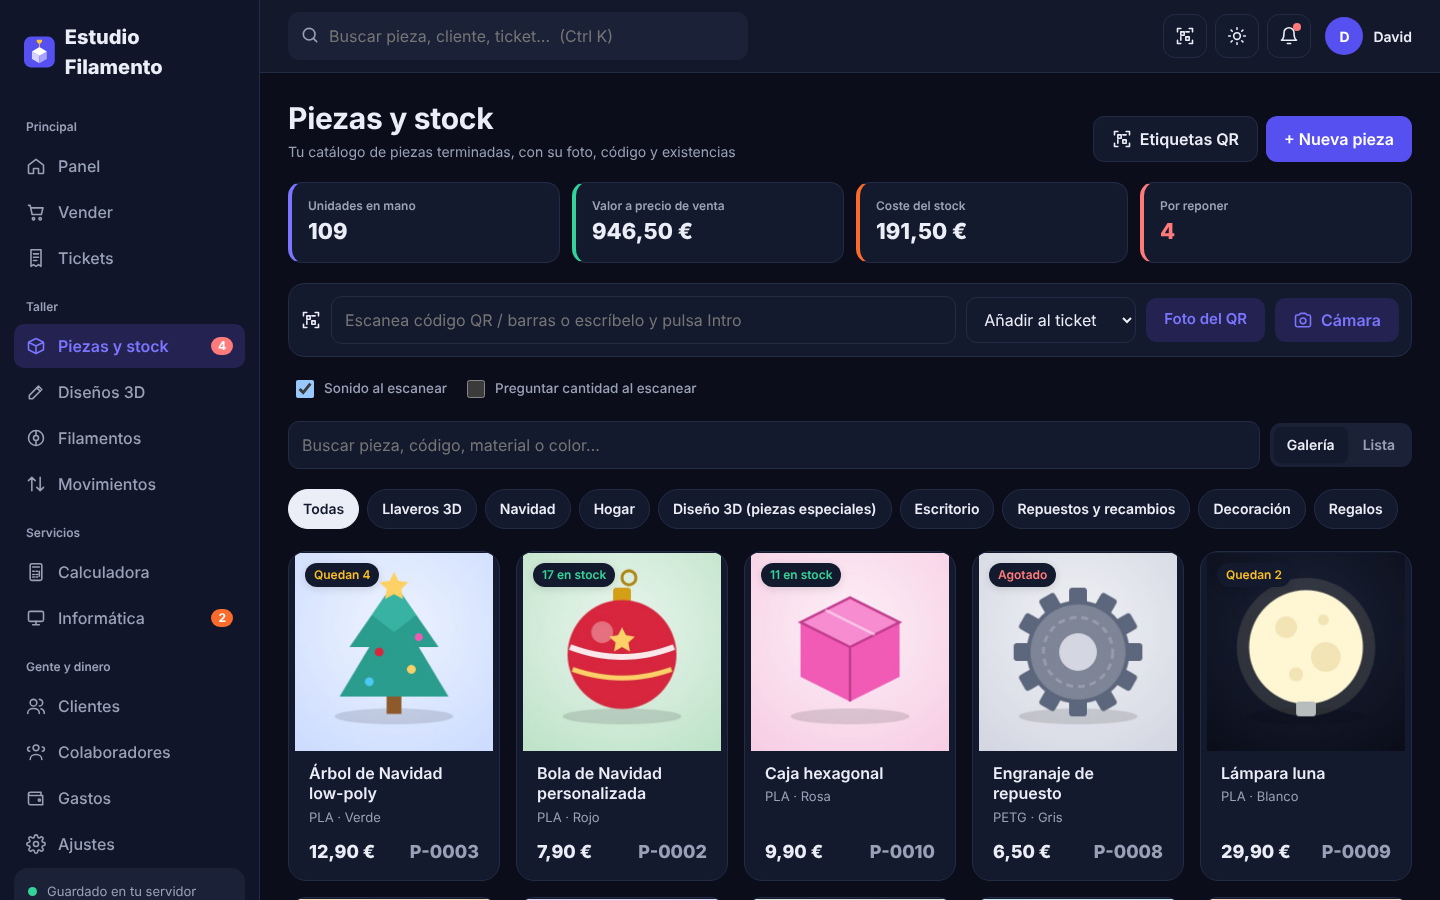 Estudio
Filamento
Buscar pieza, cliente, ticket... (Ctrl K)
D
David
Principal
Panel
Vender
Tickets
Taller
Piezas y stock
4
Diseños 3D
Filamentos
Movimientos
Servicios
Calculadora
Informática
2
Gente y dinero
Clientes
Colaboradores
Gastos
Ajustes
Guardado en tu servidor
Piezas y stock
Tu catálogo de piezas terminadas, con su foto, código y existencias
Etiquetas QR
+ Nueva pieza
Unidades en mano
109
Valor a precio de venta
946,50 €
Coste del stock
191,50 €
Por reponer
4
Escanea código QR / barras o escríbelo y pulsa Intro
Añadir al ticket
Foto del QR
Cámara
Sonido al escanear
Preguntar cantidad al escanear
Buscar pieza, código, material o color...
Galería
Lista
Todas
Llaveros 3D
Navidad
Hogar
Diseño 3D (piezas especiales)
Escritorio
Repuestos y recambios
Decoración
Regalos
Quedan 4
Árbol de Navidad
low-poly
PLA · Verde
12,90 €
P-0003
17 en stock
Bola de Navidad
personalizada
PLA · Rojo
7,90 €
P-0002
11 en stock
Caja hexagonal
PLA · Rosa
9,90 €
P-0010
Agotado
Engranaje de
repuesto
PETG · Gris
6,50 €
P-0008
Quedan 2
Lámpara luna
PLA · Blanco
29,90 €
P-0009